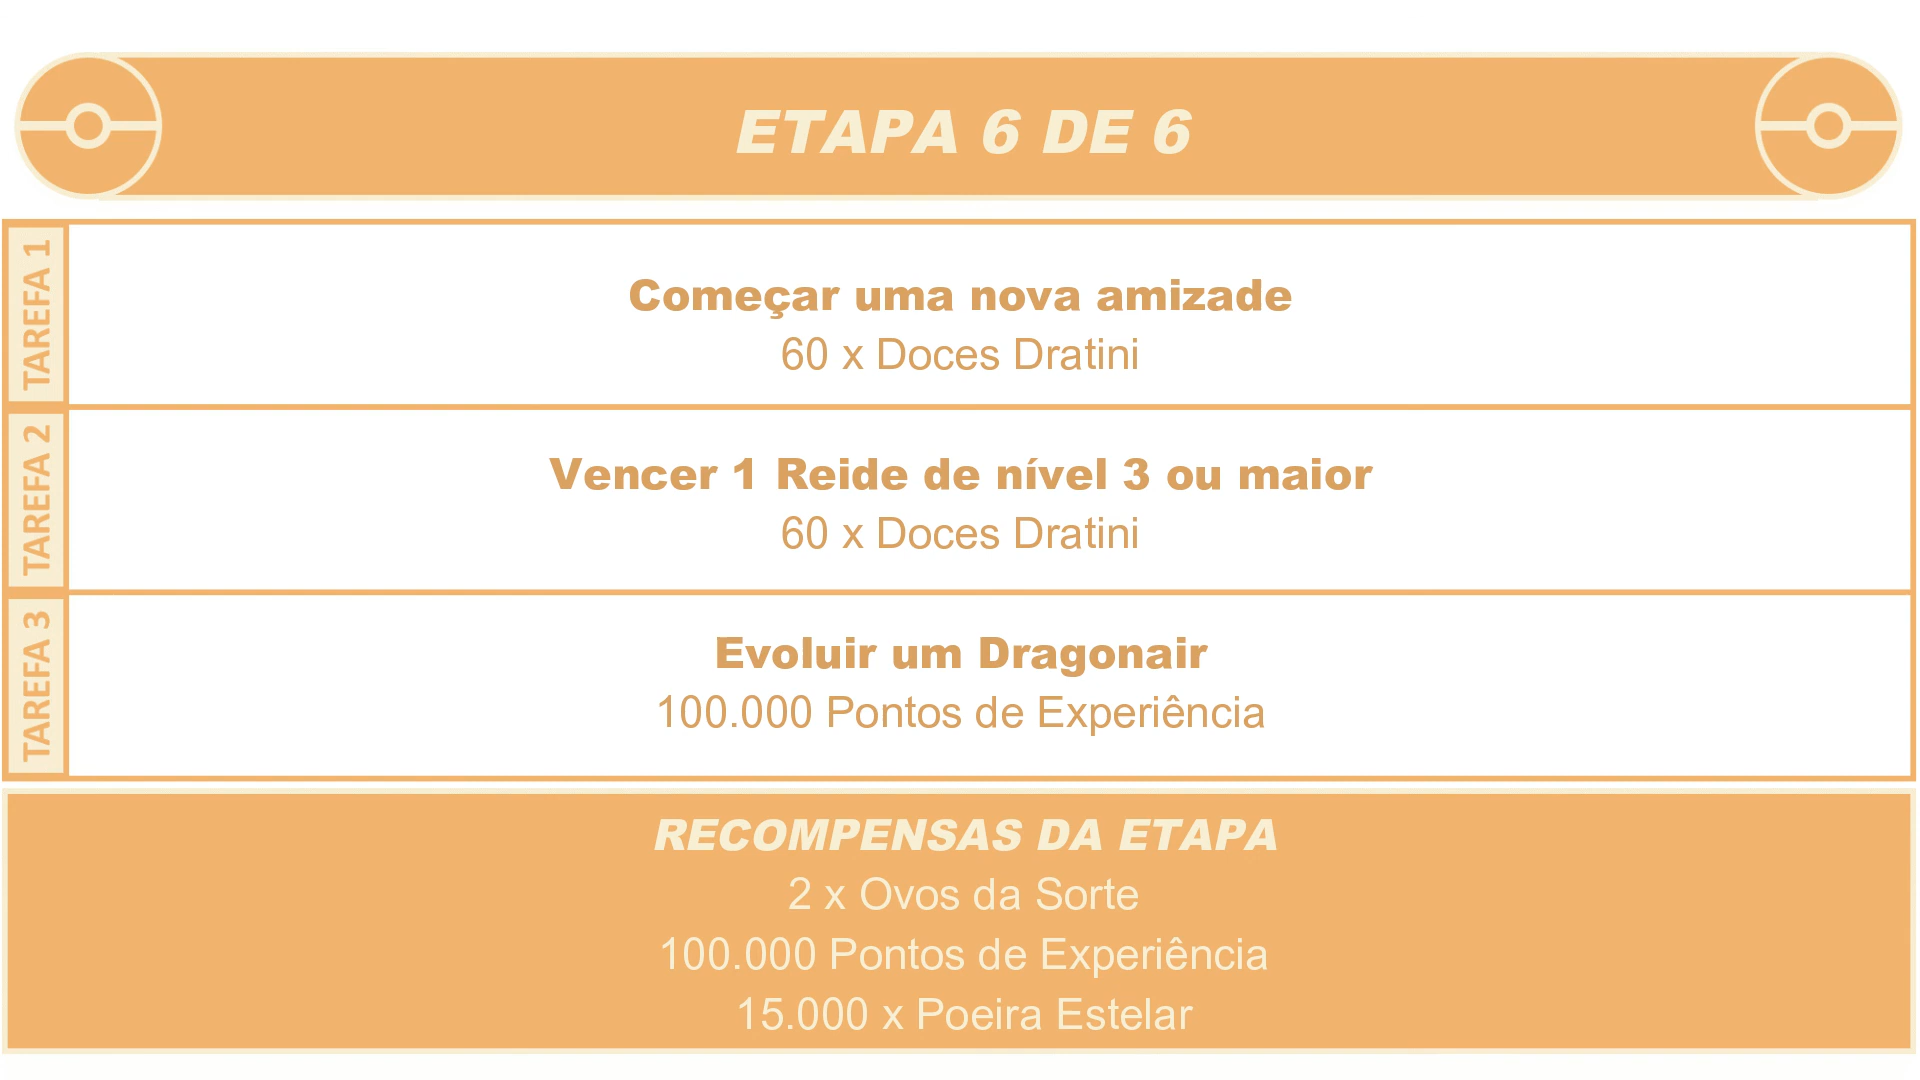 ETAPA 6 DE 6
TAREFA 1
Começar uma nova amizade
60 x Doces Dratini
TAREFA 2
Vencer 1 Reide de nível 3 ou maior
60 x Doces Dratini
TAREFA 3
Evoluir um Dragonair
100.000 Pontos de Experiência
RECOMPENSAS DA ETAPA
2 x Ovos da Sorte
100.000 Pontos de Experiência
15.000 x Poeira Estelar